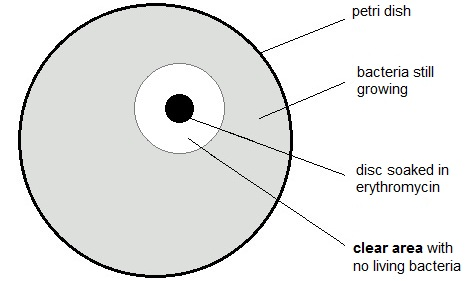 petri dish
bacteria still
growing
disc soaked in
erythromycin
clear area with
no living bacteria